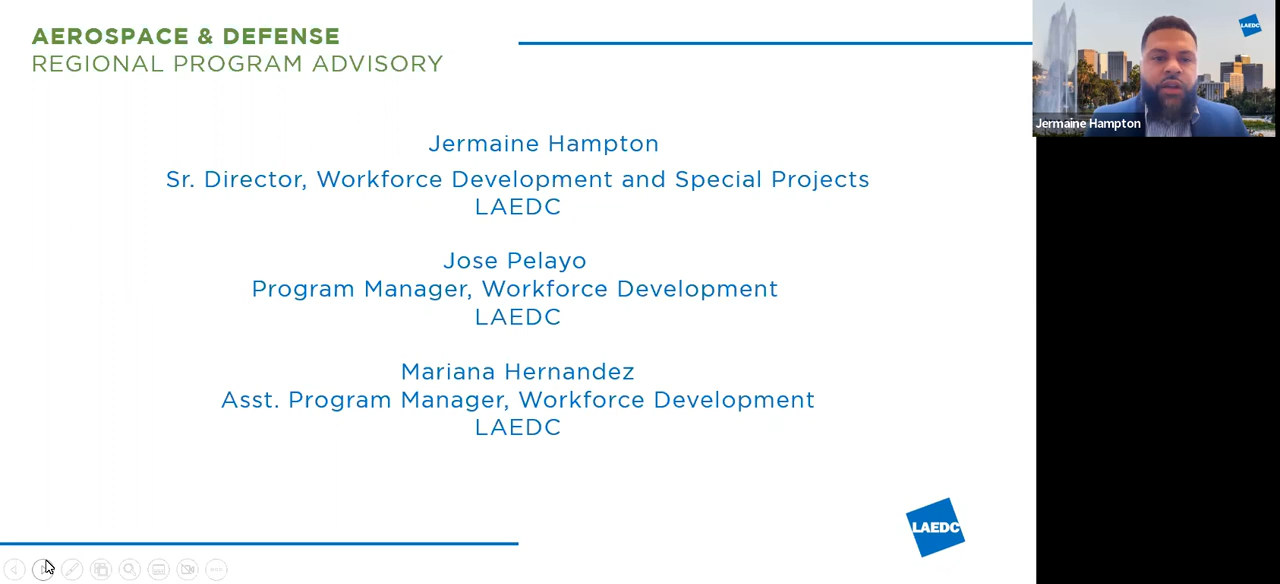 AEROSPACE & DEFENSE
REGIONAL PROGRAM ADVISORY
Jermaine Hampton
Sr. Director, Workforce Development and Special Projects
LAEDC
Jose Pelayo
Program Manager, Workforce Development
LAEDC
Mariana Hernandez
Asst. Program Manager, Workforce Development
LAEDC
LAEDC
LAEDC
Jermaine Hampton